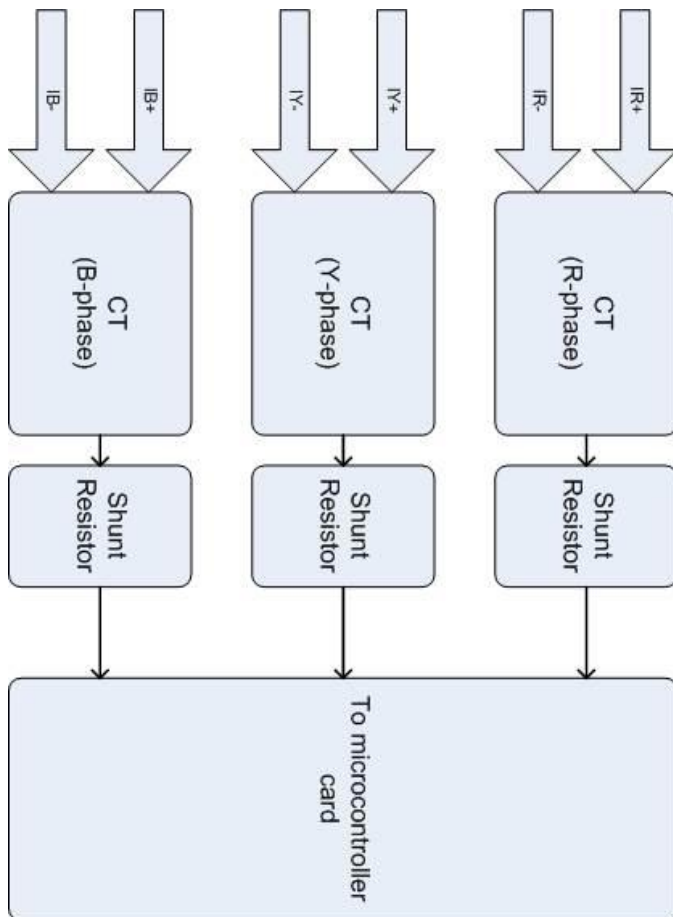 IR+
IR-
IY+
IY-
IB+
IB-
CT
(R-phase)
CT
(Y-phase)
CT
(B-phase)
Shunt
Resistor
Shunt
Resistor
Shunt
Resistor
To microcontroller
card